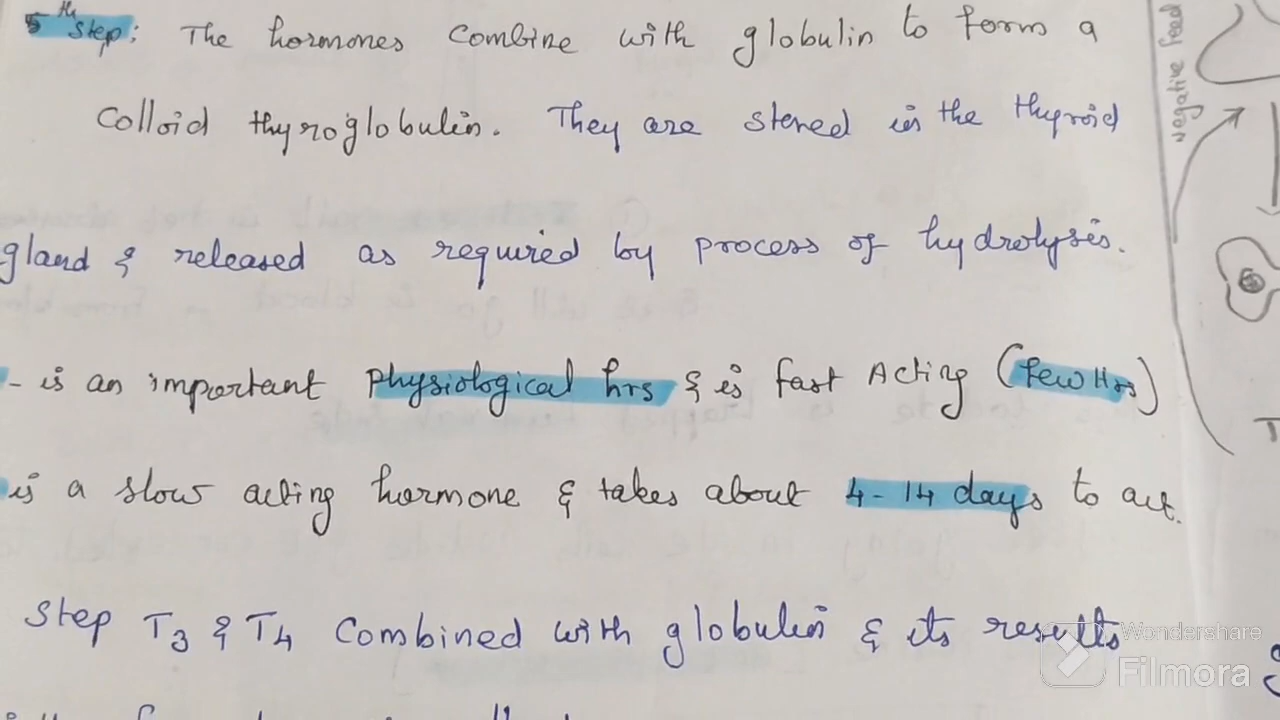 5th Step: The hormones combine with globulin to form a
colloid thyroglobulin. They are stored in the thyroid
gland & released as required by process of hydrolysis.
- is an important physiological hrs & is fast Acting (Few Hrs)
is a slow acting hormone & takes about 4-14 days to act.
Step T3 & T4 Combined with globulin & its results
negative feed
T
Wondershare
Filmora